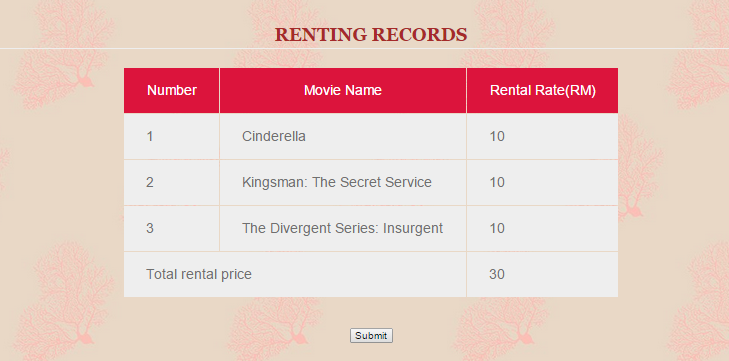 RENTING RECORDS
Number Movie Name Rental Rate(RM)
1 Cinderella 10
2 Kingsman: The Secret Service 10
3 The Divergent Series: Insurgent 10
Total rental price 30
Submit